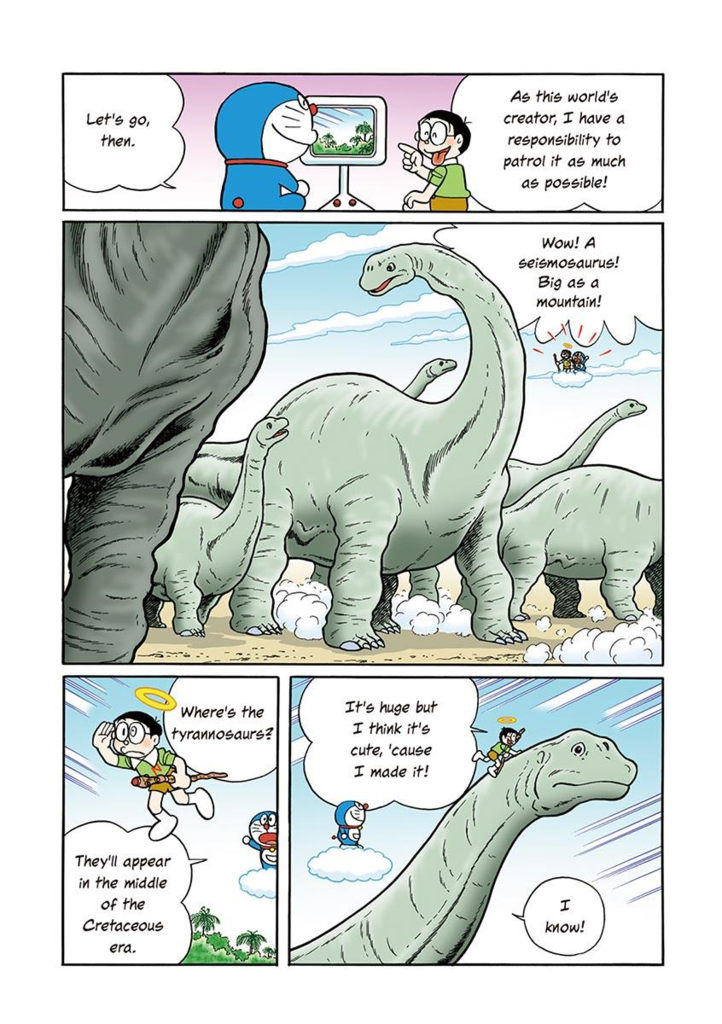 Let's go,
then.
As this world's
creator, I have a
responsibility to
patrol it as much
as possible!
Wow! A
seismosaurus!
Big as a
mountain!
Where's the
tyrannosaurs?
They'll appear
in the middle
of the
Cretaceous
era.
It's huge but
I think it's
cute, 'cause
I made it!
I
know!